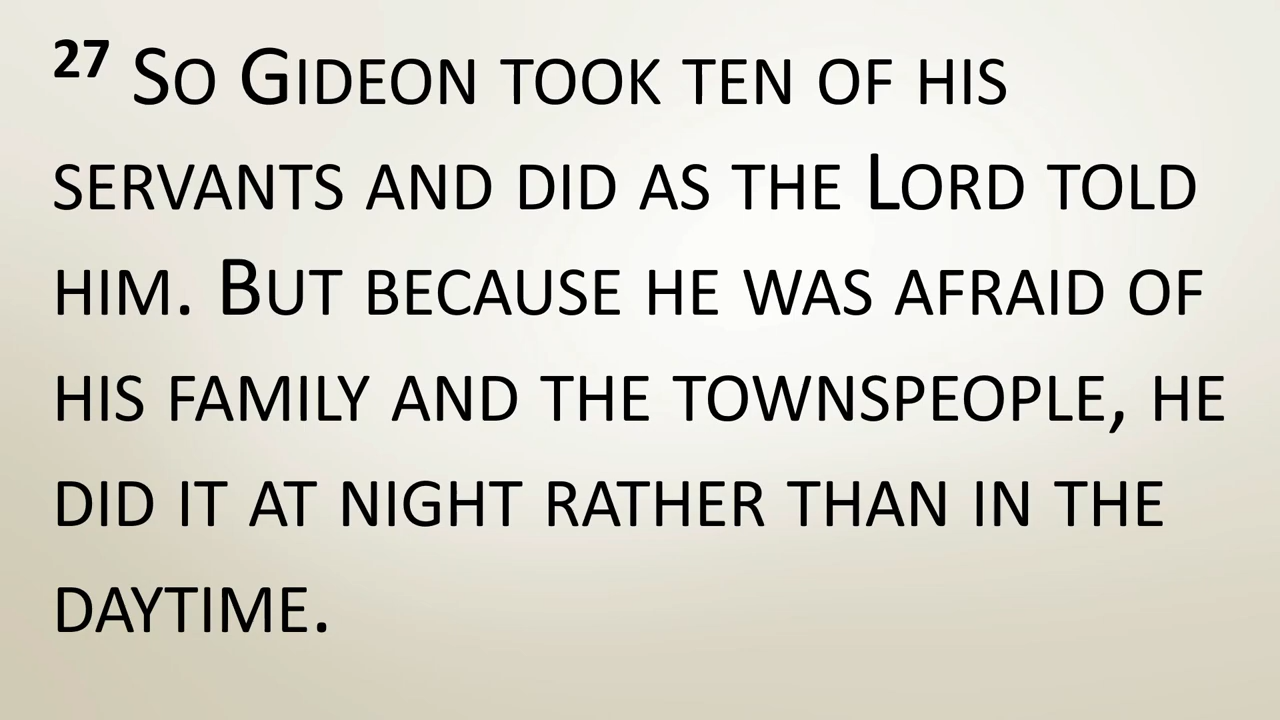 27 So Gideon took ten of his
servants and did as the Lord told
him. But because he was afraid of
his family and the townspeople, he
did it at night rather than in the
daytime.